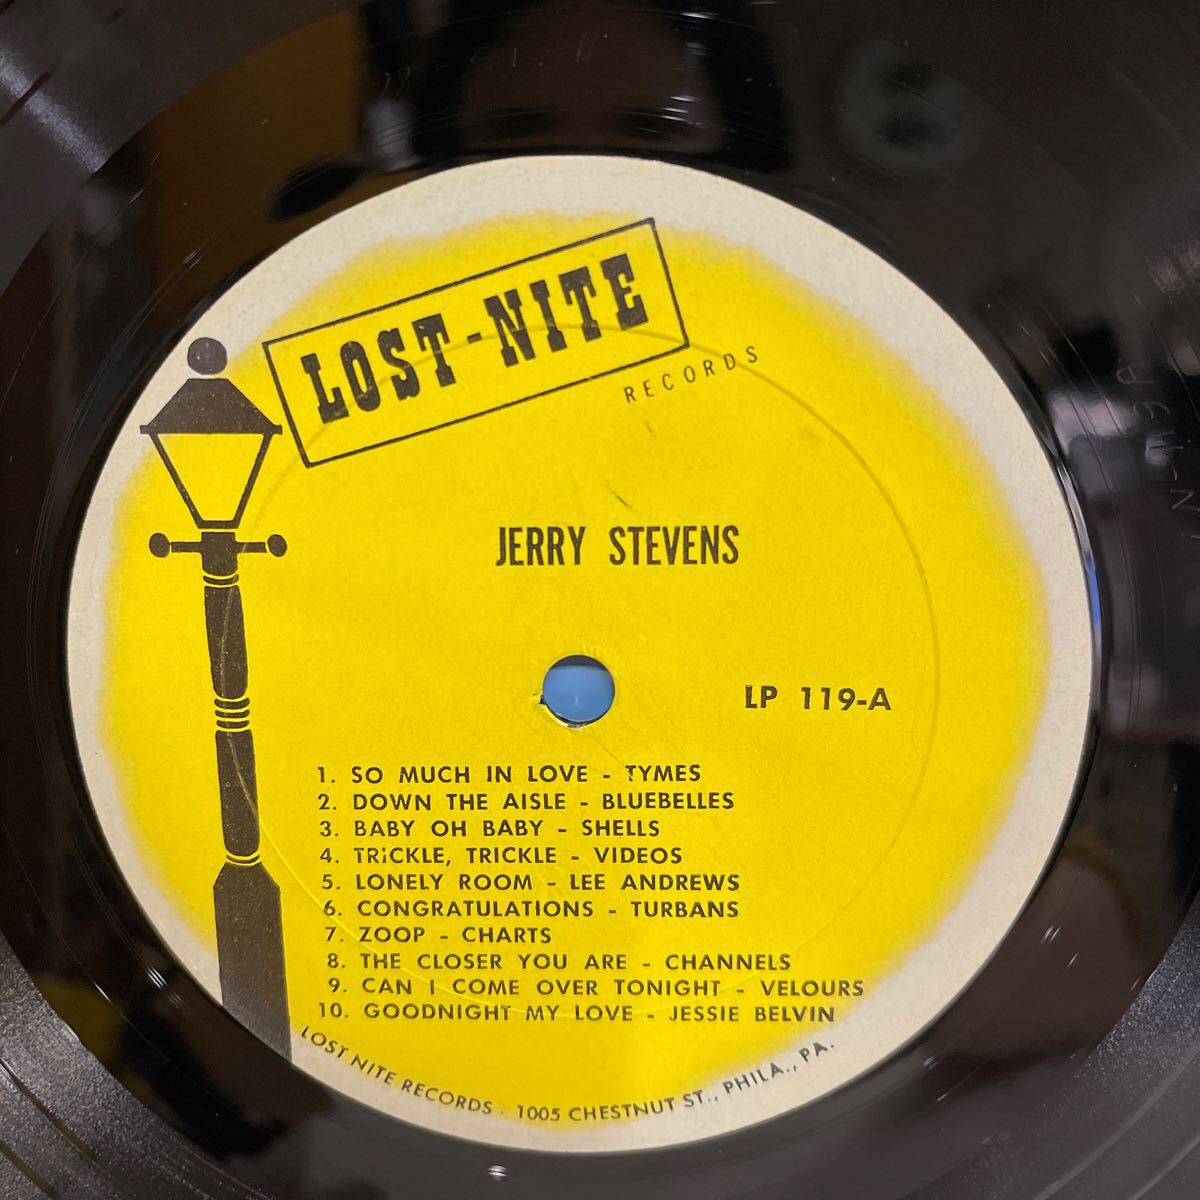 LOST-NITE
RECORDS
JERRY STEVENS
LP 119-A
1. SO MUCH IN LOVE - TYMES
2. DOWN THE AISLE - BLUEBELLES
3. BABY OH BABY - SHELLS
4. TRICKLE, TRICKLE - VIDEOS
5. LONELY ROOM - LEE ANDREWS
6. CONGRATULATIONS - TURBANS
7. ZOOP - CHARTS
8. THE CLOSER YOU ARE - CHANNELS
9. CAN I COME OVER TONIGHT - VELOURS
10. GOODNIGHT MY LOVE - JESSIE BELVIN
LOST NITE RECORDS - 1005 CHESTNUT ST., PHILA., PA.